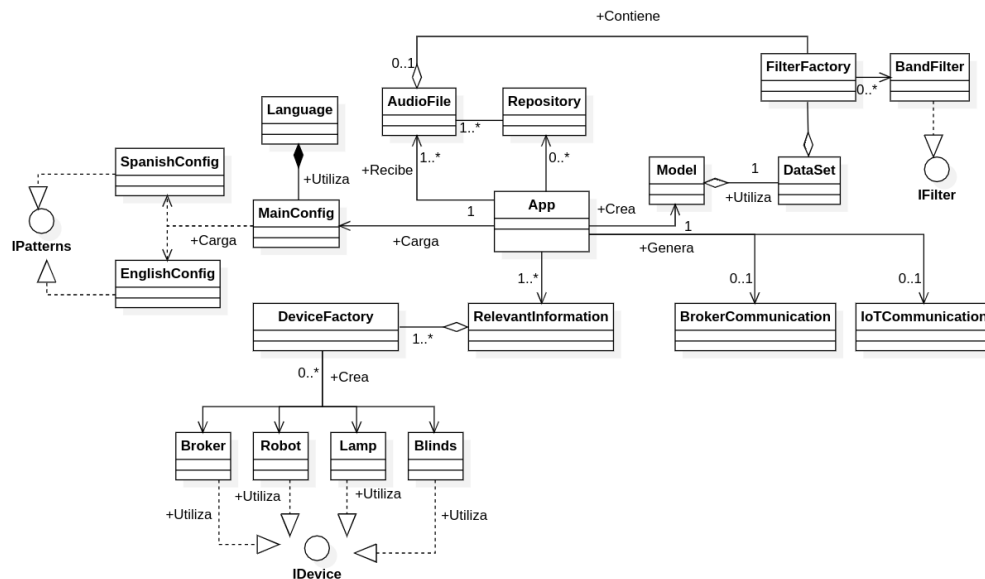 +Contiene
0..1
FilterFactory
BandFilter
0..*
AudioFile
Repository
1..*
Language
+Utiliza
SpanishConfig
IPatterns
EnglishConfig
MainConfig
+Carga
+Recibe
1..*
0..*
App
1
+Carga
+Crea
1
+Genera
Model
1
+Utiliza
DataSet
IFilter
1..*
0..1
0..1
DeviceFactory
1..*
RelevantInformation
BrokerCommunication
IoTCommunication
0..*
+Crea
Broker
Robot
Lamp
Blinds
+Utiliza
+Utiliza
+Utiliza
+Utiliza
IDevice